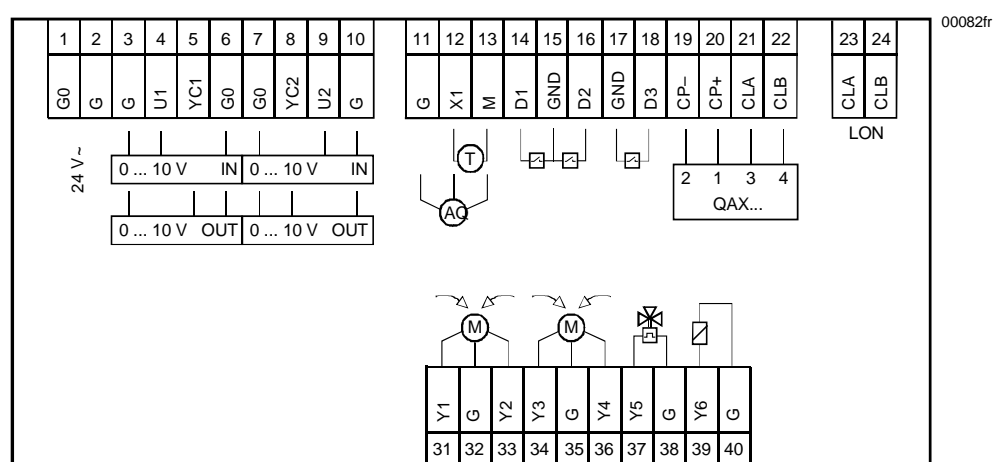 00082fr
1 2 3 4 5 6 7 8 9 10 11 12 13 14 15 16 17 18 19 20 21 22 23 24
G0 G G U1 YC1 G0 G0 YC2 U2 G G X1 M D1 GND D2 GND D3 CP– CP+ CLA CLB CLA CLB
LON
24 V ~
0 ... 10 V IN 0 ... 10 V IN
T
2 1 3 4
QAX...
AQ
0 ... 10 V OUT 0 ... 10 V OUT
M M
Y1 G Y2 Y3 G Y4 Y5 G Y6 G
31 32 33 34 35 36 37 38 39 40